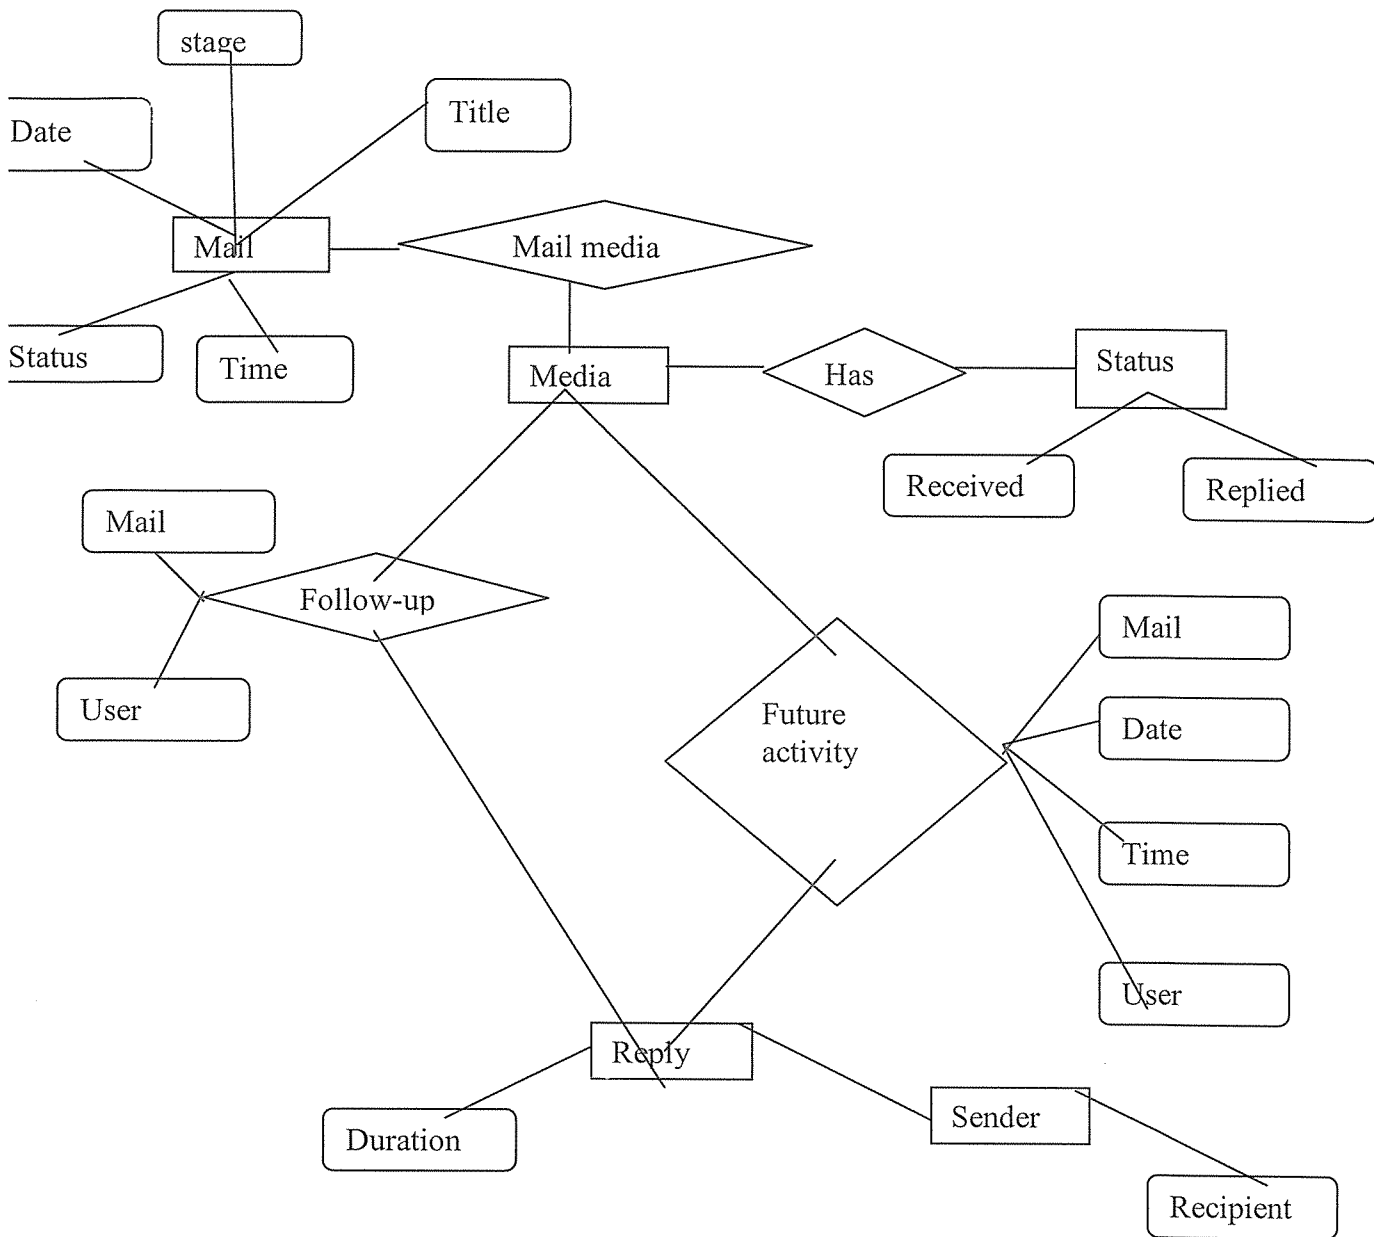 stage
Title
Date
Mail
Mail media
Status
Time
Media
Has
Status
Received
Replied
Mail
Follow-up
User
Mail
Future
activity
Date
Time
User
Reply
Duration
Sender
Recipient